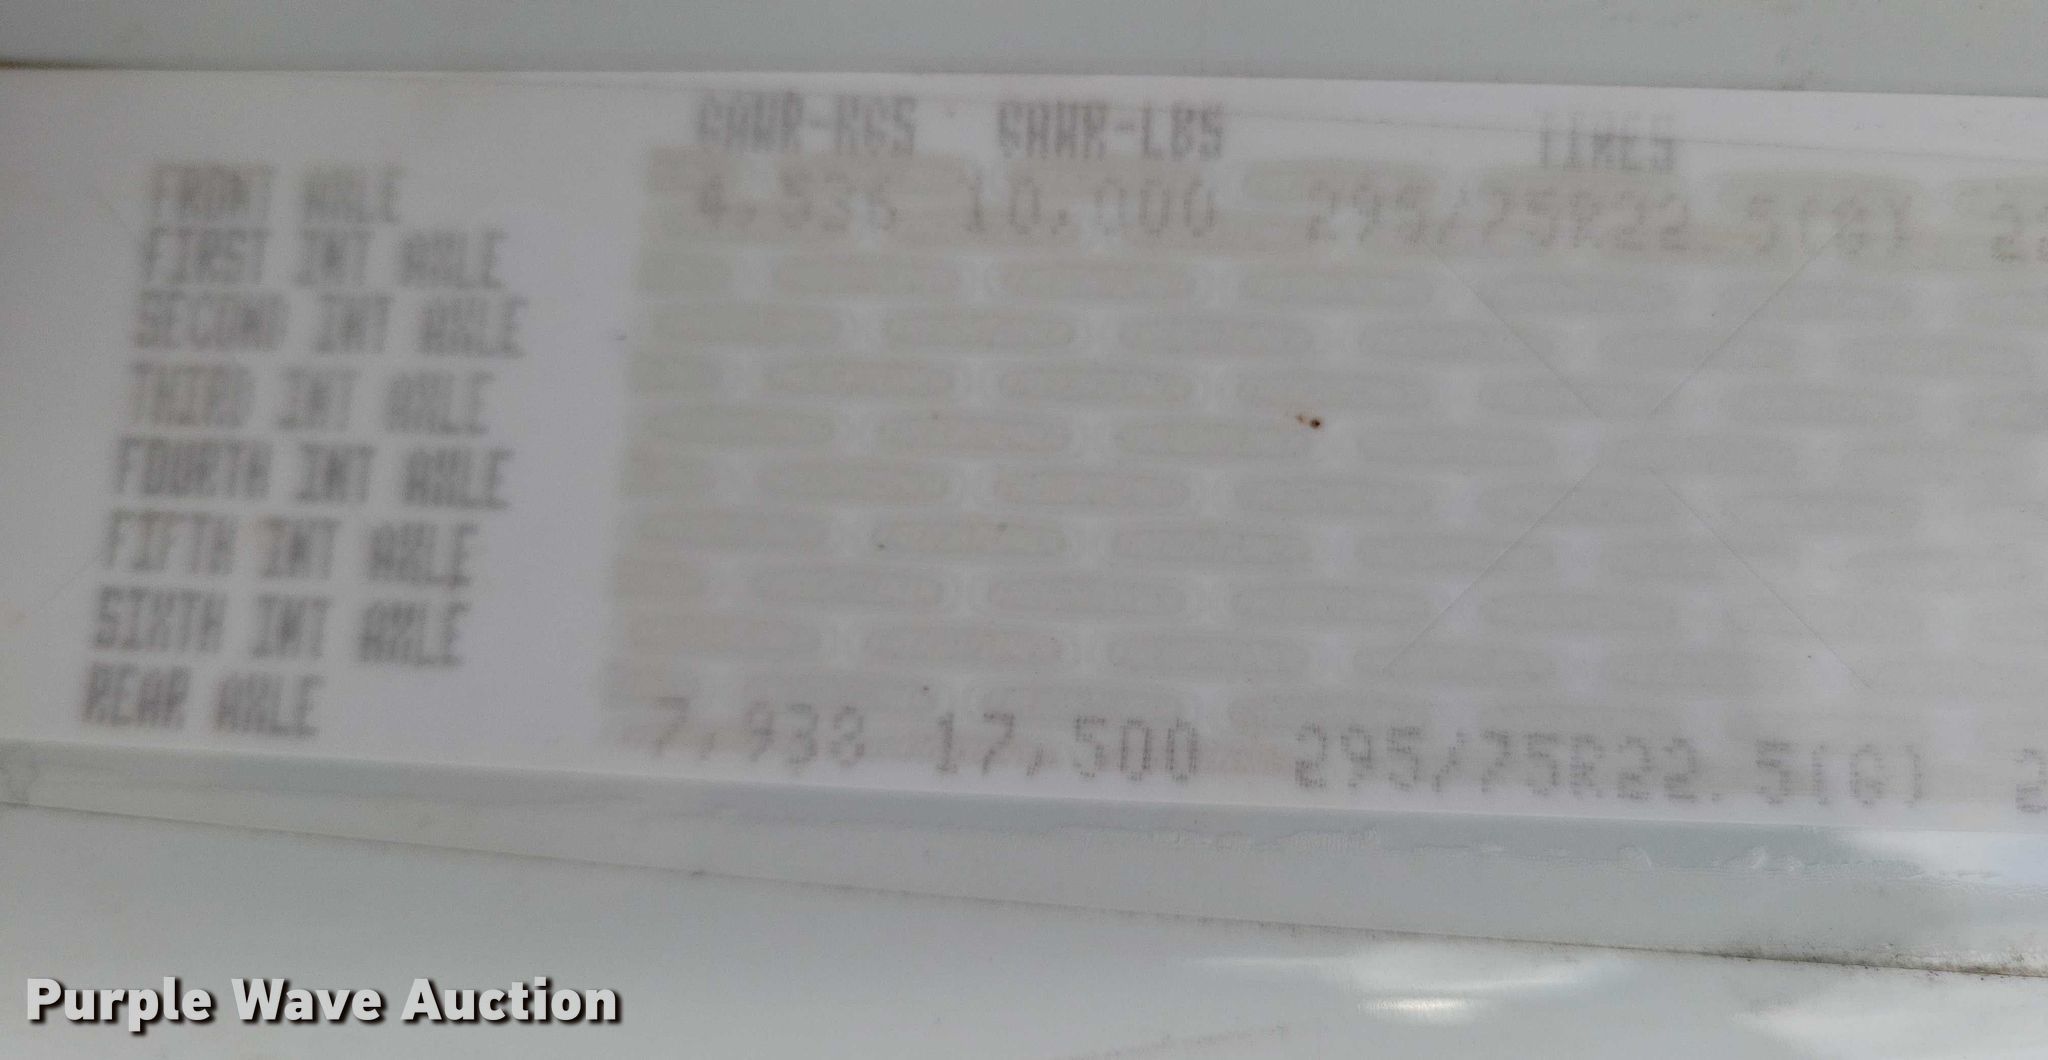 GAWR-KGS GAWR-LBS TIRES
FRONT AXLE 4,536 10,000 295/75R22.5(G)
FIRST INT AXLE
SECOND INT AXLE
THIRD INT AXLE
FOURTH INT AXLE
FIFTH INT AXLE
SIXTH INT AXLE
REAR AXLE 7,938 17,500 295/75R22.5(G)
Purple Wave Auction